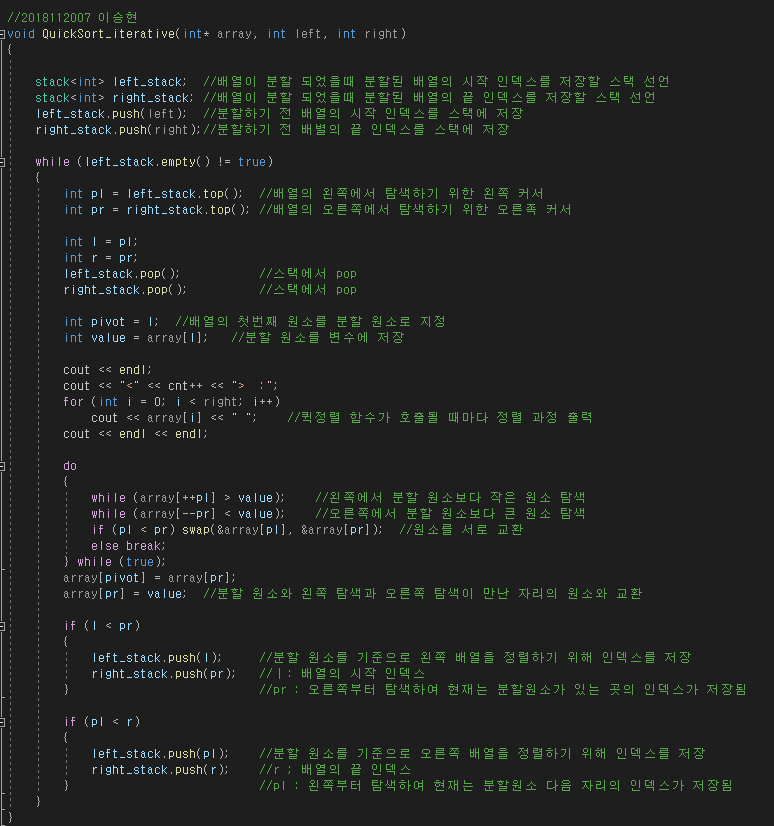 //2018112007 이승현
void QuickSort_iterative(int* array, int left, int right)
{
stack<int> left_stack; //배열이 분할 되었을때 분할된 배열의 시작 인덱스를 저장할 스택 선언
stack<int> right_stack; //배열이 분할 되었을때 분할된 배열의 끝 인덱스를 저장할 스택 선언
left_stack.push(left); //분할하기 전 배열의 시작 인덱스를 스택에 저장
right_stack.push(right);//분할하기 전 배별의 끝 인덱스를 스택에 저장
while (left_stack.empty() != true)
{
int pl = left_stack.top(); //배열의 왼쪽에서 탐색하기 위한 왼쪽 커서
int pr = right_stack.top(); //배열의 오른쪽에서 탐색하기 위한 오른족 커서
int l = pl;
int r = pr;
left_stack.pop(); //스택에서 pop
right_stack.pop(); //스택에서 pop
int pivot = l; //배열의 첫번째 원소를 분할 원소로 지정
int value = array[l]; //분할 원소를 변수에 저장
cout << endl;
cout << "<" << cnt++ << "> :";
for (int i = 0; i < right; i++)
cout << array[i] << " "; //퀵정렬 함수가 호출될 때마다 정렬 과정 출력
cout << endl << endl;
do
{
while (array[++pl] > value); //왼쪽에서 분할 원소보다 작은 원소 탐색
while (array[--pr] < value); //오른쪽에서 분할 원소보다 큰 원소 탐색
if (pl < pr) swap(&array[pl], &array[pr]); //원소를 서로 교환
else break;
} while (true);
array[pivot] = array[pr];
array[pr] = value; //분할 원소와 왼쪽 탐색과 오른쪽 탐색이 만난 자리의 원소와 교환
if (l < pr)
{
left_stack.push(l); //분할 원소를 기준으로 왼쪽 배열을 정렬하기 위해 인덱스를 저장
right_stack.push(pr); //l : 배열의 시작 인덱스
} //pr : 오른쪽부터 탐색하여 현재는 분할원소가 있는 곳의 인덱스가 저장됨
if (pl < r)
{
left_stack.push(pl); //분할 원소를 기준으로 오른쪽 배열을 정렬하기 위해 인덱스를 저장
right_stack.push(r); //r ; 배열의 끝 인덱스
} //pl : 왼쪽부터 탐색하여 현재는 분할원소 다음 자리의 인덱스가 저장됨
}
}